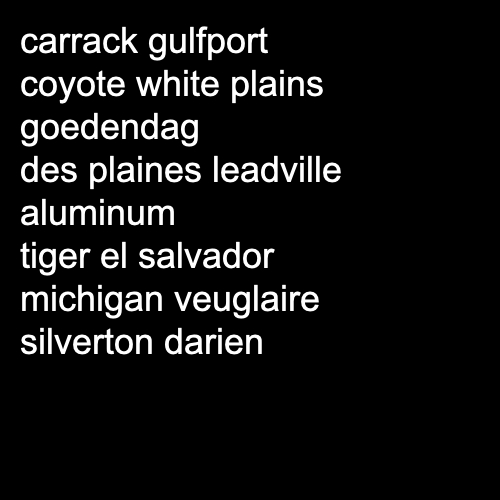 carrack gulfport
coyote white plains
goedendag
des plaines leadville
aluminum
tiger el salvador
michigan veuglaire
silverton darien